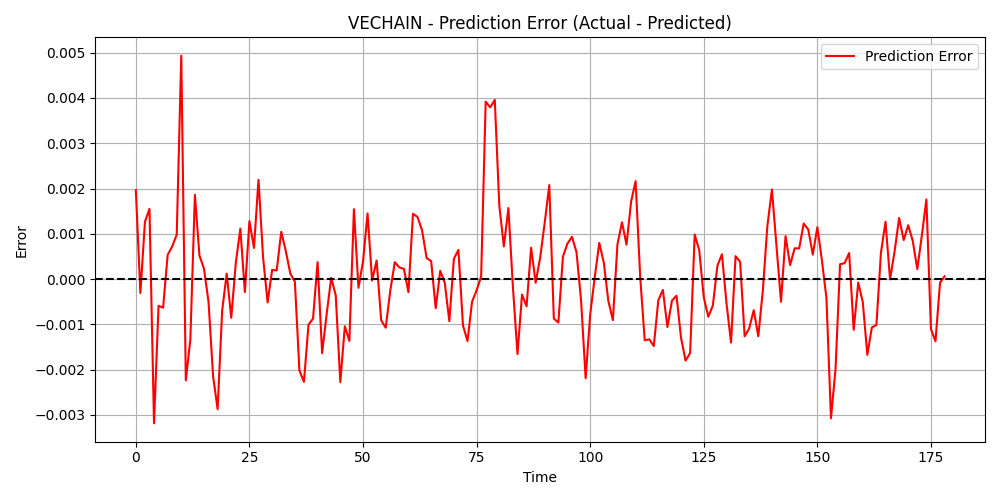 VECHAIN - Prediction Error (Actual - Predicted)
Prediction Error
Error
0.005
0.004
0.003
0.002
0.001
0.000
−0.001
−0.002
−0.003
0 25 50 75 100 125 150 175
Time